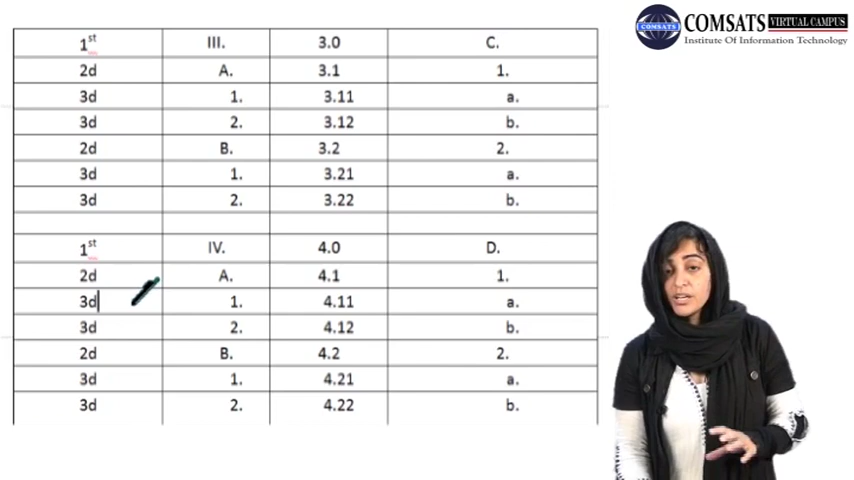 COMSATS VIRTUAL CAMPUS
Institute Of Information Technology
1st III. 3.0 C.
2d A. 3.1 1.
3d 1. 3.11 a.
3d 2. 3.12 b.
2d B. 3.2 2.
3d 1. 3.21 a.
3d 2. 3.22 b.
1st IV. 4.0 D.
2d A. 4.1 1.
3d 1. 4.11 a.
3d 2. 4.12 b.
2d B. 4.2 2.
3d 1. 4.21 a.
3d 2. 4.22 b.